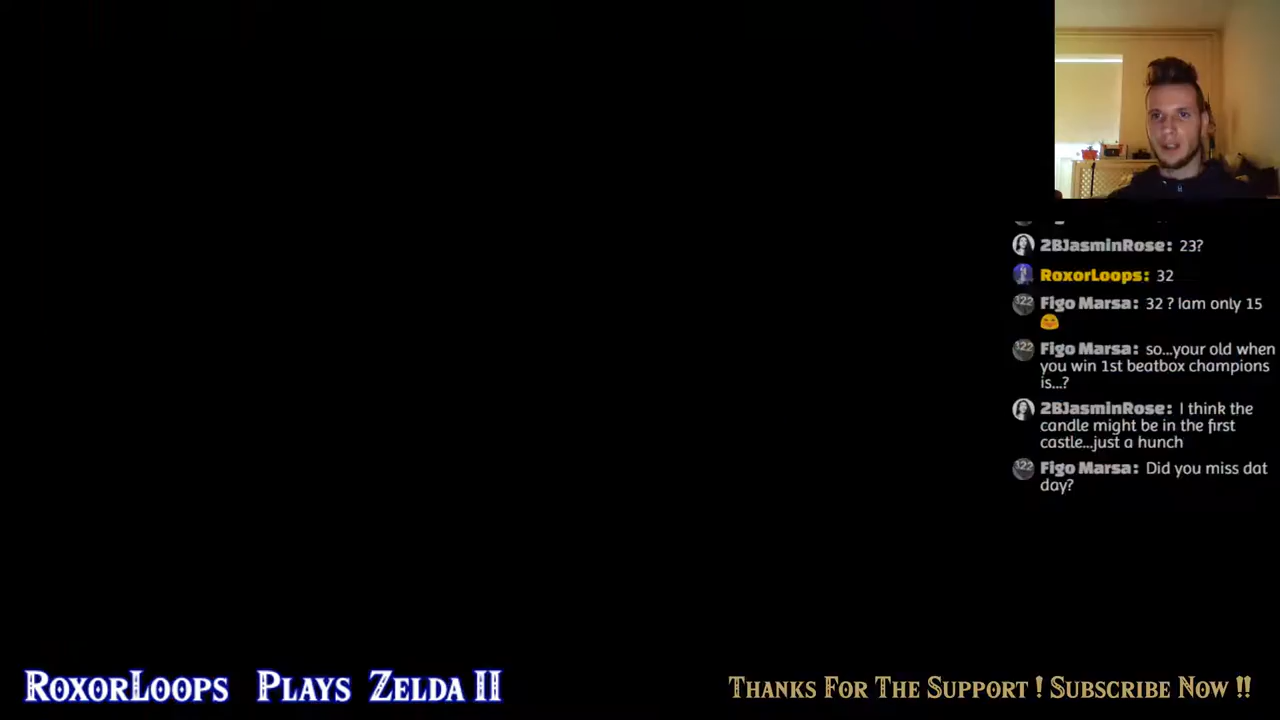 2BJasminRose: 23?
RoxorLoops: 32
Figo Marsa: 32 ? Iam only 15
Figo Marsa: so...your old when
you win 1st beatbox champions
is...?
2BJasminRose: I think the
candle might be in the first
castle...just a hunch
Figo Marsa: Did you miss dat
day?
RoxorLoops Plays Zelda II
Thanks For The Support ! Subscribe Now !!